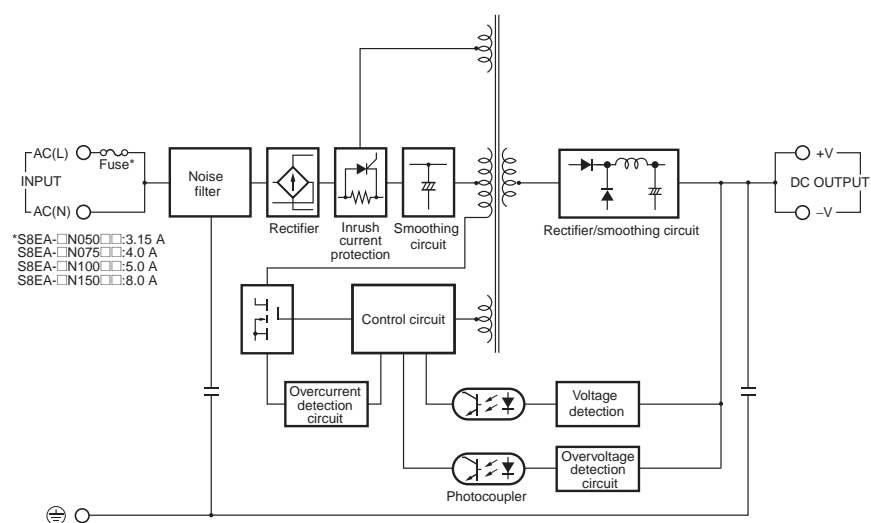 AC(L)
Fuse*
INPUT
AC(N)
*S8EA-□N050□□:3.15 A
S8EA-□N075□□:4.0 A
S8EA-□N100□□:5.0 A
S8EA-□N150□□:8.0 A
Noise
filter
Rectifier
Inrush
current
protection
Smoothing
circuit
Rectifier/smoothing circuit
+V
DC OUTPUT
–V
Control circuit
Overcurrent
detection
circuit
Voltage
detection
Overvoltage
detection
circuit
Photocoupler